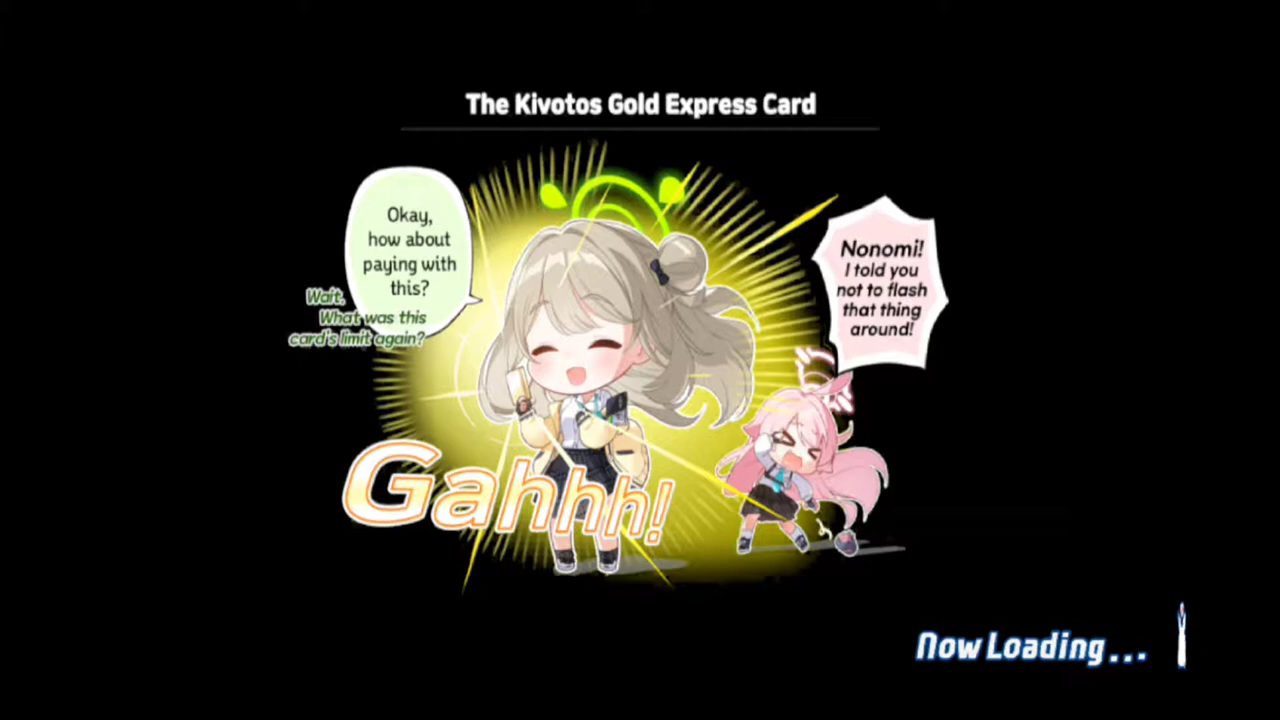 The Kivotos Gold Express Card
Okay,
how about
paying with
this?
Wait.
What was this
card's limit again?
Nonomi!
I told you
not to flash
that thing
around!
Gahhh!
Now Loading...